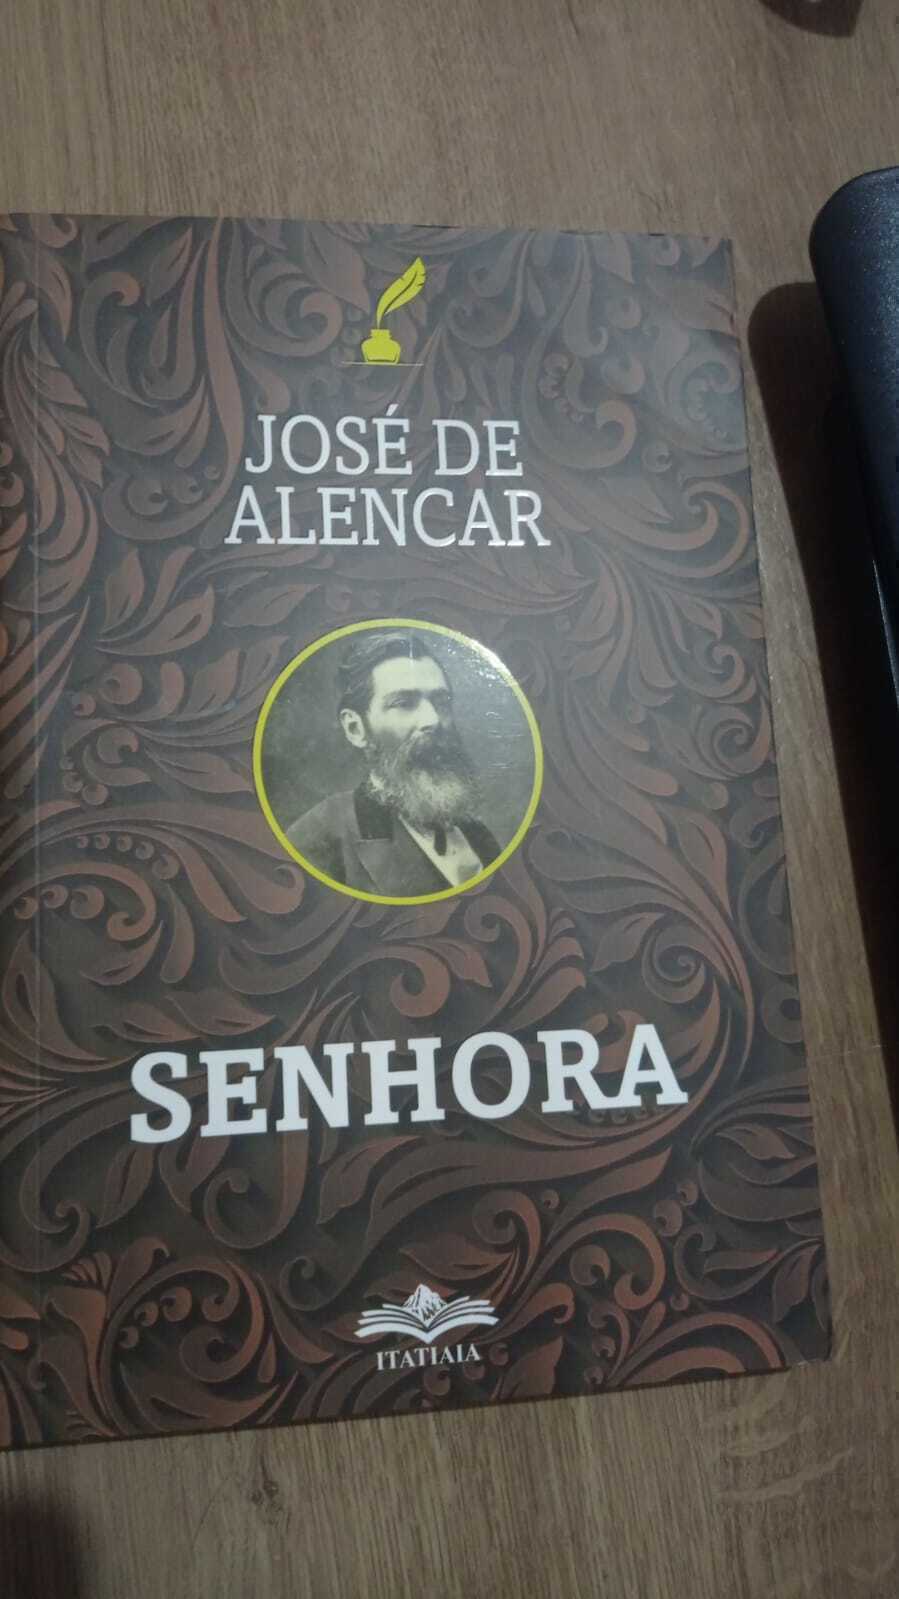 JOSÉ DE
ALENCAR
SENHORA
ITATIAIA